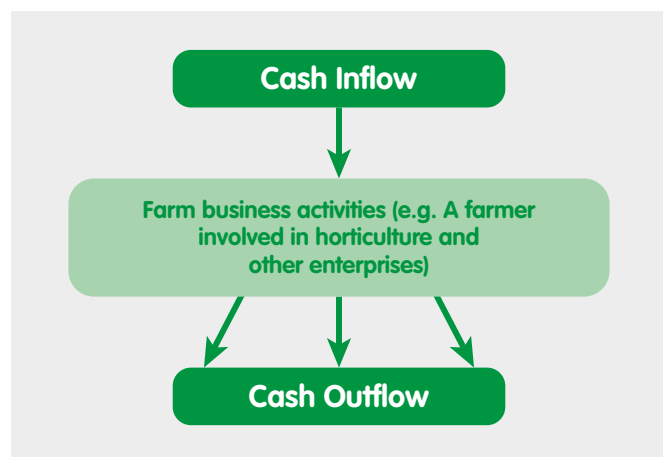 Cash Inflow
Farm business activities (e.g. A farmer
involved in horticulture and
other enterprises)
Cash Outflow